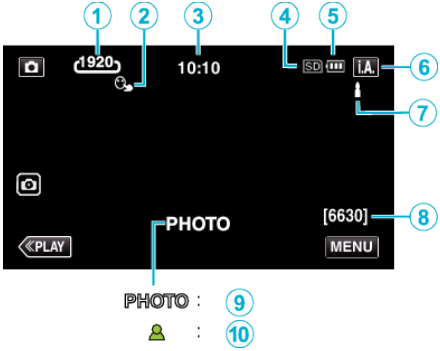 1 2 3 4 5
1920 10:10 SD i.A. 6
7
PHOTO [6630] 8
≪PLAY MENU
PHOTO : 9
: 10